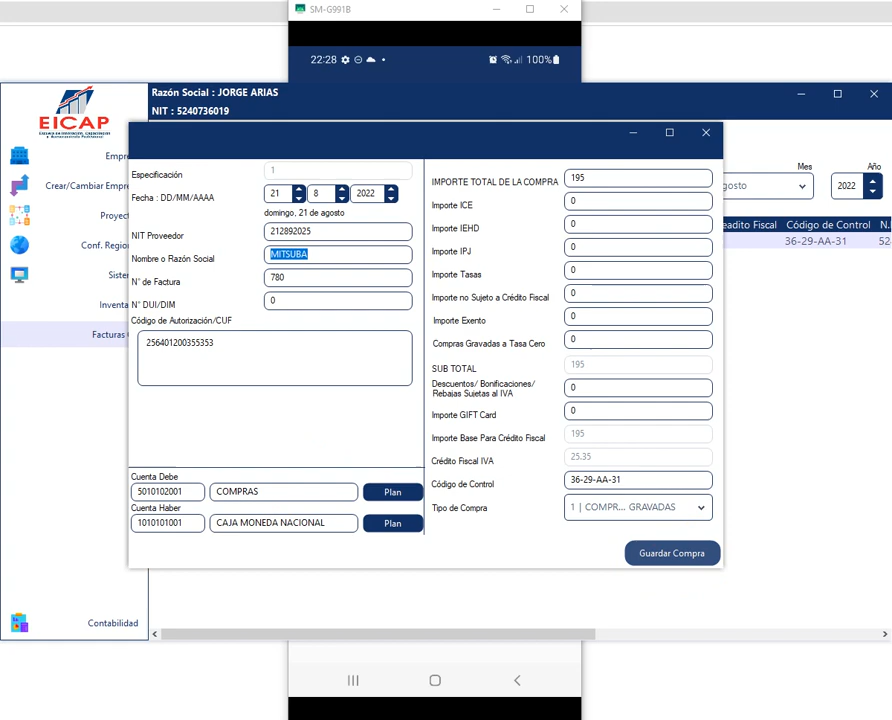 SM-G991B
22:28
100%
Razón Social : JORGE ARIAS
NIT : 5240736019
EICAP
Empre
Crear/Cambiar Empre
Proyec
Conf. Region
Sister
Inventa
Facturas
Contabilidad
Mes
Año
gosto
2022
Código de Control
N.
36-29-AA-31
52
Especificación
1
Fecha : DD/MM/AAAA
21
8
2022
domingo, 21 de agosto
NIT Proveedor
212892025
Nombre o Razón Social
MITSUBA
N° de Factura
780
N° DUI/DIM
0
Código de Autorización/CUF
256401200355353
Cuenta Debe
5010102001
COMPRAS
Plan
Cuenta Haber
1010101001
CAJA MONEDA NACIONAL
Plan
IMPORTE TOTAL DE LA COMPRA
195
Importe ICE
0
Importe IEHD
0
Importe IPJ
0
Importe Tasas
0
Importe no Sujeto a Crédito Fiscal
0
Importe Exento
0
Compras Gravadas a Tasa Cero
0
SUB TOTAL
195
Descuentos/ Bonificaciones/
Rebajas Sujetas al IVA
0
Importe GIFT Card
0
Importe Base Para Crédito Fiscal
195
Crédito Fiscal IVA
25.35
Código de Control
36-29-AA-31
Tipo de Compra
1 | COMPR... GRAVADAS
Guardar Compra